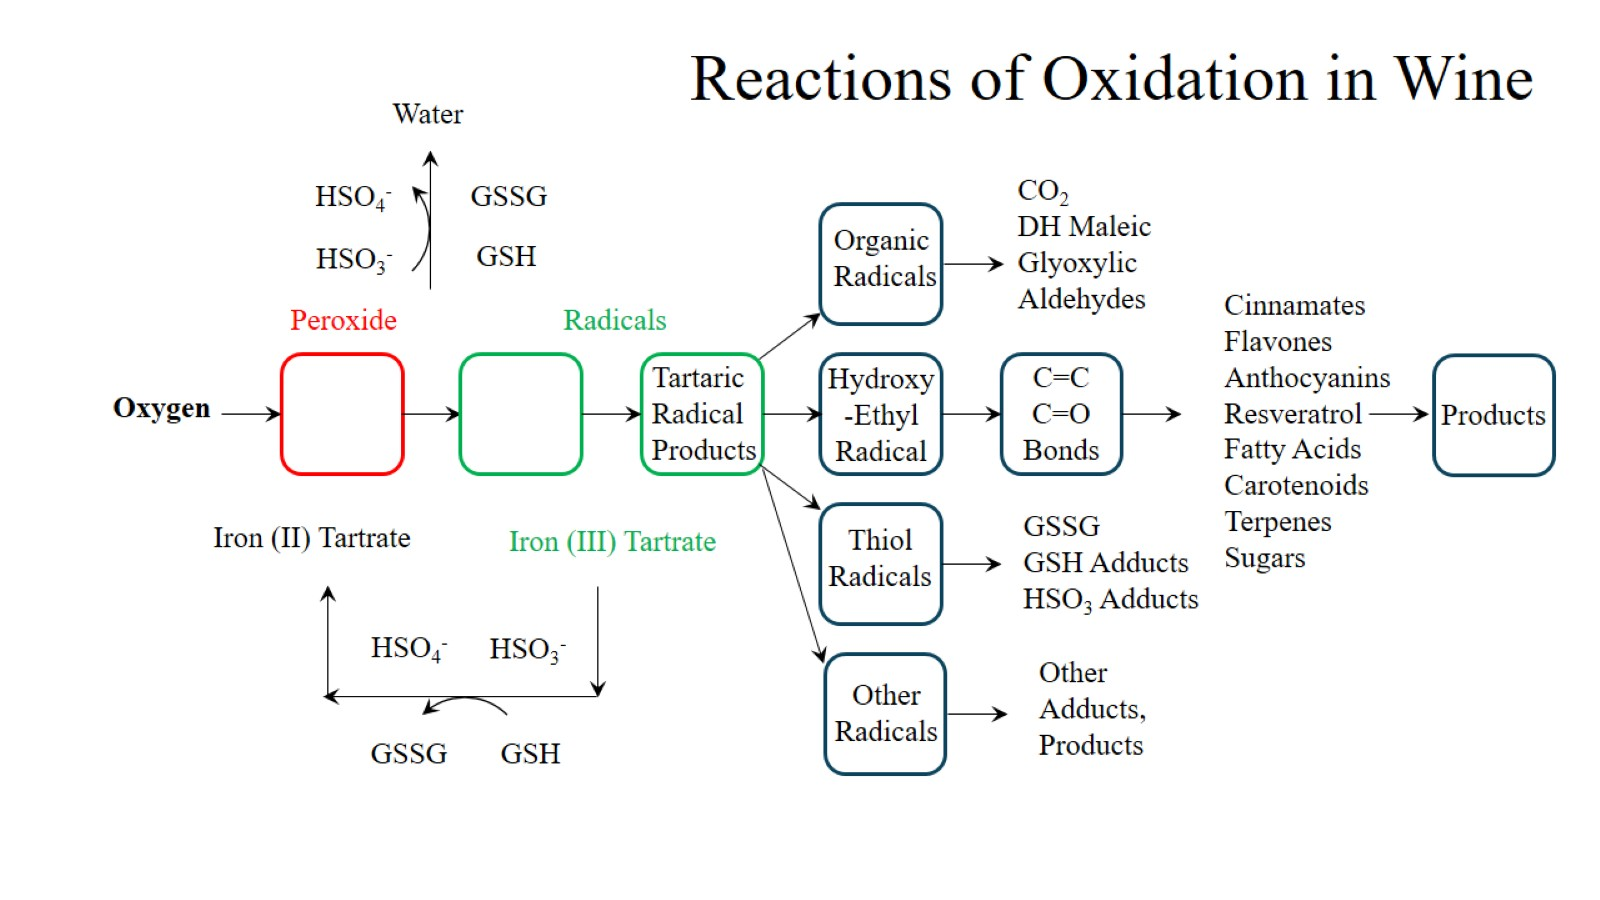 Reactions of Oxidation in Wine
Water
HSO₄⁻
GSSG
HSO₃⁻
GSH
Peroxide
Radicals
Oxygen
Tartaric
Radical
Products
Iron (II) Tartrate
Iron (III) Tartrate
HSO₄⁻
HSO₃⁻
GSSG
GSH
Organic
Radicals
CO₂
DH Maleic
Glyoxylic
Aldehydes
Hydroxy
-Ethyl
Radical
C=C
C=O
Bonds
Cinnamates
Flavones
Anthocyanins
Resveratrol
Fatty Acids
Carotenoids
Terpenes
Sugars
Products
Thiol
Radicals
GSSG
GSH Adducts
HSO₃ Adducts
Other
Radicals
Other
Adducts,
Products